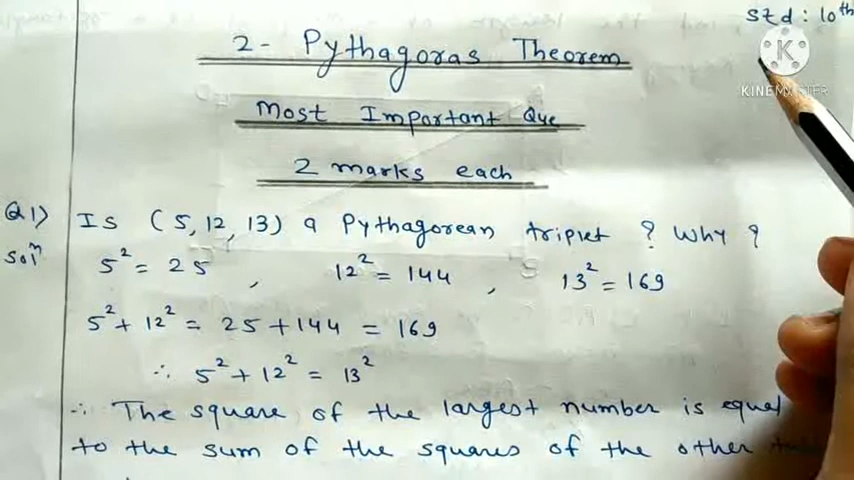 Std : 10th
KINEMASTER
2 - Pythagoras Theorem
Most Important Que
2 marks each
Q1) Is (5, 12, 13) a Pythagorean triplet ? Why ?
Solⁿ 5² = 25 , 12² = 144 , 13² = 169
5² + 12² = 25 + 144 = 169
∴ 5² + 12² = 13²
∴ The square of the largest number is equal
to the sum of the squares of the other